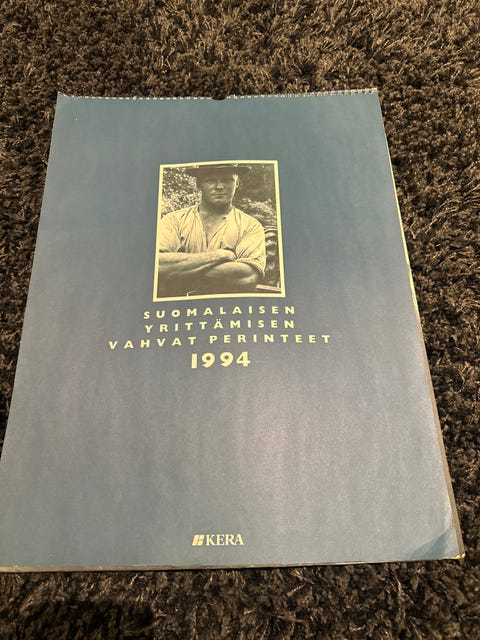 SUOMALAISEN
YRITTÄMISEN
VAHVAT PERINTEET
1994
KERA